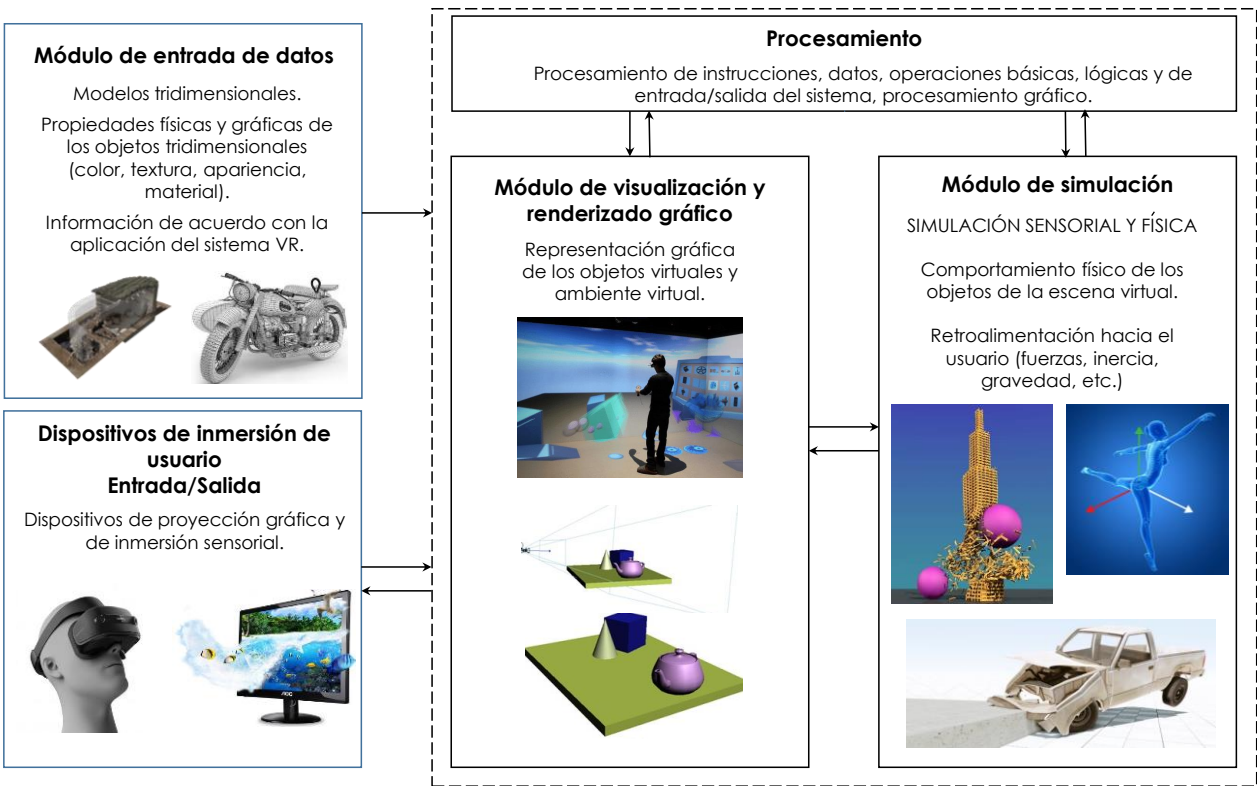 Módulo de entrada de datos
Modelos tridimensionales.
Propiedades físicas y gráficas de
los objetos tridimensionales
(color, textura, apariencia,
material).
Información de acuerdo con la
aplicación del sistema VR.
Dispositivos de inmersión de
usuario
Entrada/Salida
Dispositivos de proyección gráfica y
de inmersión sensorial.
AOC
Procesamiento
Procesamiento de instrucciones, datos, operaciones básicas, lógicas y de
entrada/salida del sistema, procesamiento gráfico.
Módulo de visualización y
renderizado gráfico
Representación gráfica
de los objetos virtuales y
ambiente virtual.
Módulo de simulación
SIMULACIÓN SENSORIAL Y FÍSICA
Comportamiento físico de los
objetos de la escena virtual.
Retroalimentación hacia el
usuario (fuerzas, inercia,
gravedad, etc.)